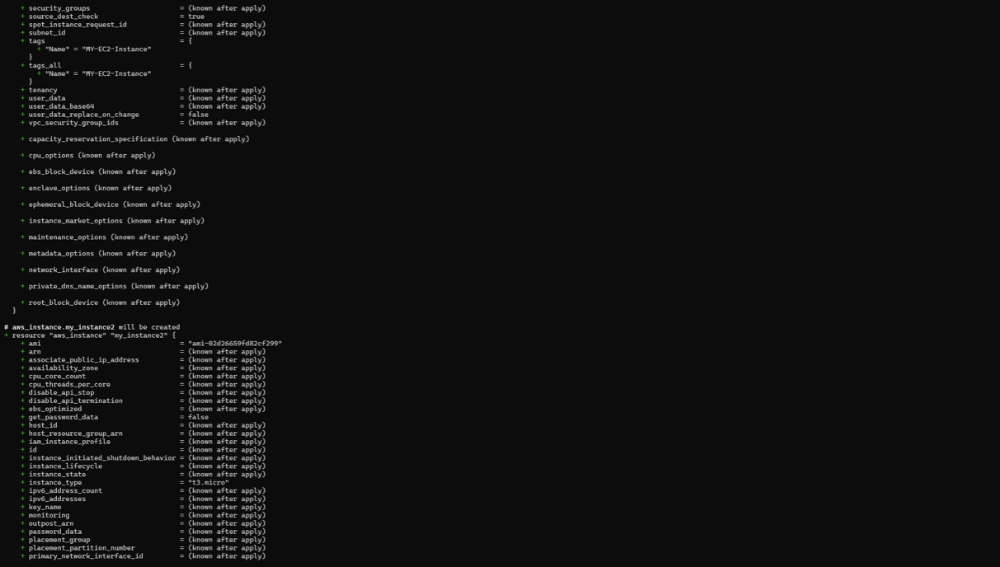 + security_groups = (known after apply)
+ source_dest_check = true
+ spot_instance_request_id = (known after apply)
+ subnet_id = (known after apply)
+ tags = {
+ "Name" = "MY-EC2-Instance"
}
+ tags_all = {
+ "Name" = "MY-EC2-Instance"
}
+ tenancy = (known after apply)
+ user_data = (known after apply)
+ user_data_base64 = (known after apply)
+ user_data_replace_on_change = false
+ vpc_security_group_ids = (known after apply)
+ capacity_reservation_specification (known after apply)
+ cpu_options (known after apply)
+ ebs_block_device (known after apply)
+ enclave_options (known after apply)
+ ephemeral_block_device (known after apply)
+ instance_market_options (known after apply)
+ maintenance_options (known after apply)
+ metadata_options (known after apply)
+ network_interface (known after apply)
+ private_dns_name_options (known after apply)
+ root_block_device (known after apply)
}
# aws_instance.my_instance2 will be created
+ resource "aws_instance" "my_instance2" {
+ ami = "ami-02d26659fd82cf299"
+ arn = (known after apply)
+ associate_public_ip_address = (known after apply)
+ availability_zone = (known after apply)
+ cpu_core_count = (known after apply)
+ cpu_threads_per_core = (known after apply)
+ disable_api_stop = (known after apply)
+ disable_api_termination = (known after apply)
+ ebs_optimized = (known after apply)
+ get_password_data = false
+ host_id = (known after apply)
+ host_resource_group_arn = (known after apply)
+ iam_instance_profile = (known after apply)
+ id = (known after apply)
+ instance_initiated_shutdown_behavior = (known after apply)
+ instance_lifecycle = (known after apply)
+ instance_state = (known after apply)
+ instance_type = "t3.micro"
+ ipv6_address_count = (known after apply)
+ ipv6_addresses = (known after apply)
+ key_name = (known after apply)
+ monitoring = (known after apply)
+ outpost_arn = (known after apply)
+ password_data = (known after apply)
+ placement_group = (known after apply)
+ placement_partition_number = (known after apply)
+ primary_network_interface_id = (known after apply)